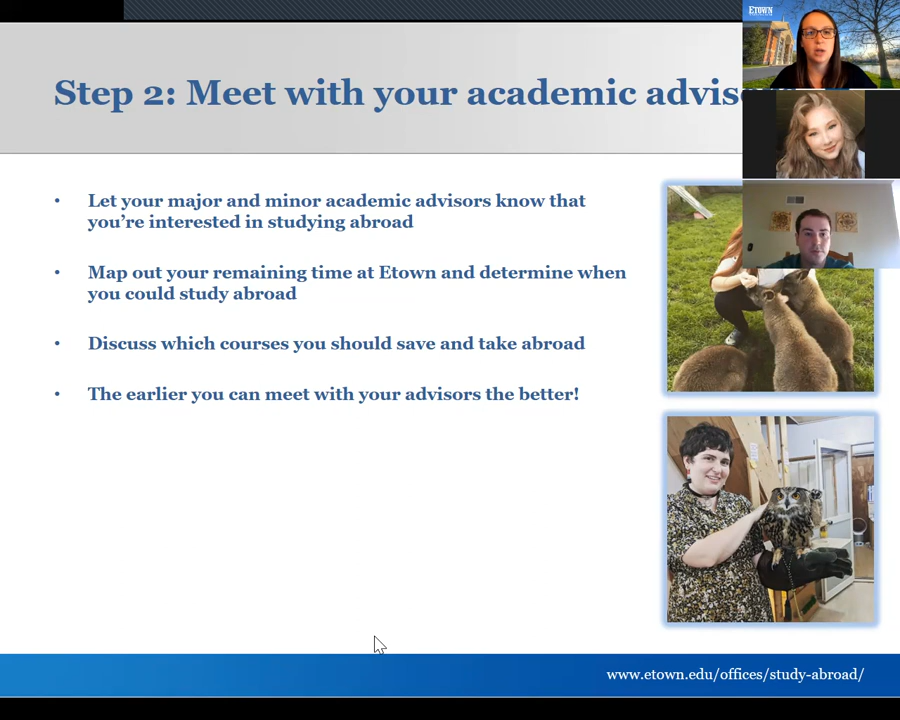 ETOWN
Step 2: Meet with your academic
• Let your major and minor academic advisors know that
you’re interested in studying abroad
• Map out your remaining time at Etown and determine when
you could study abroad
• Discuss which courses you should save and take abroad
• The earlier you can meet with your advisors the better!
www.etown.edu/offices/study-abroad/